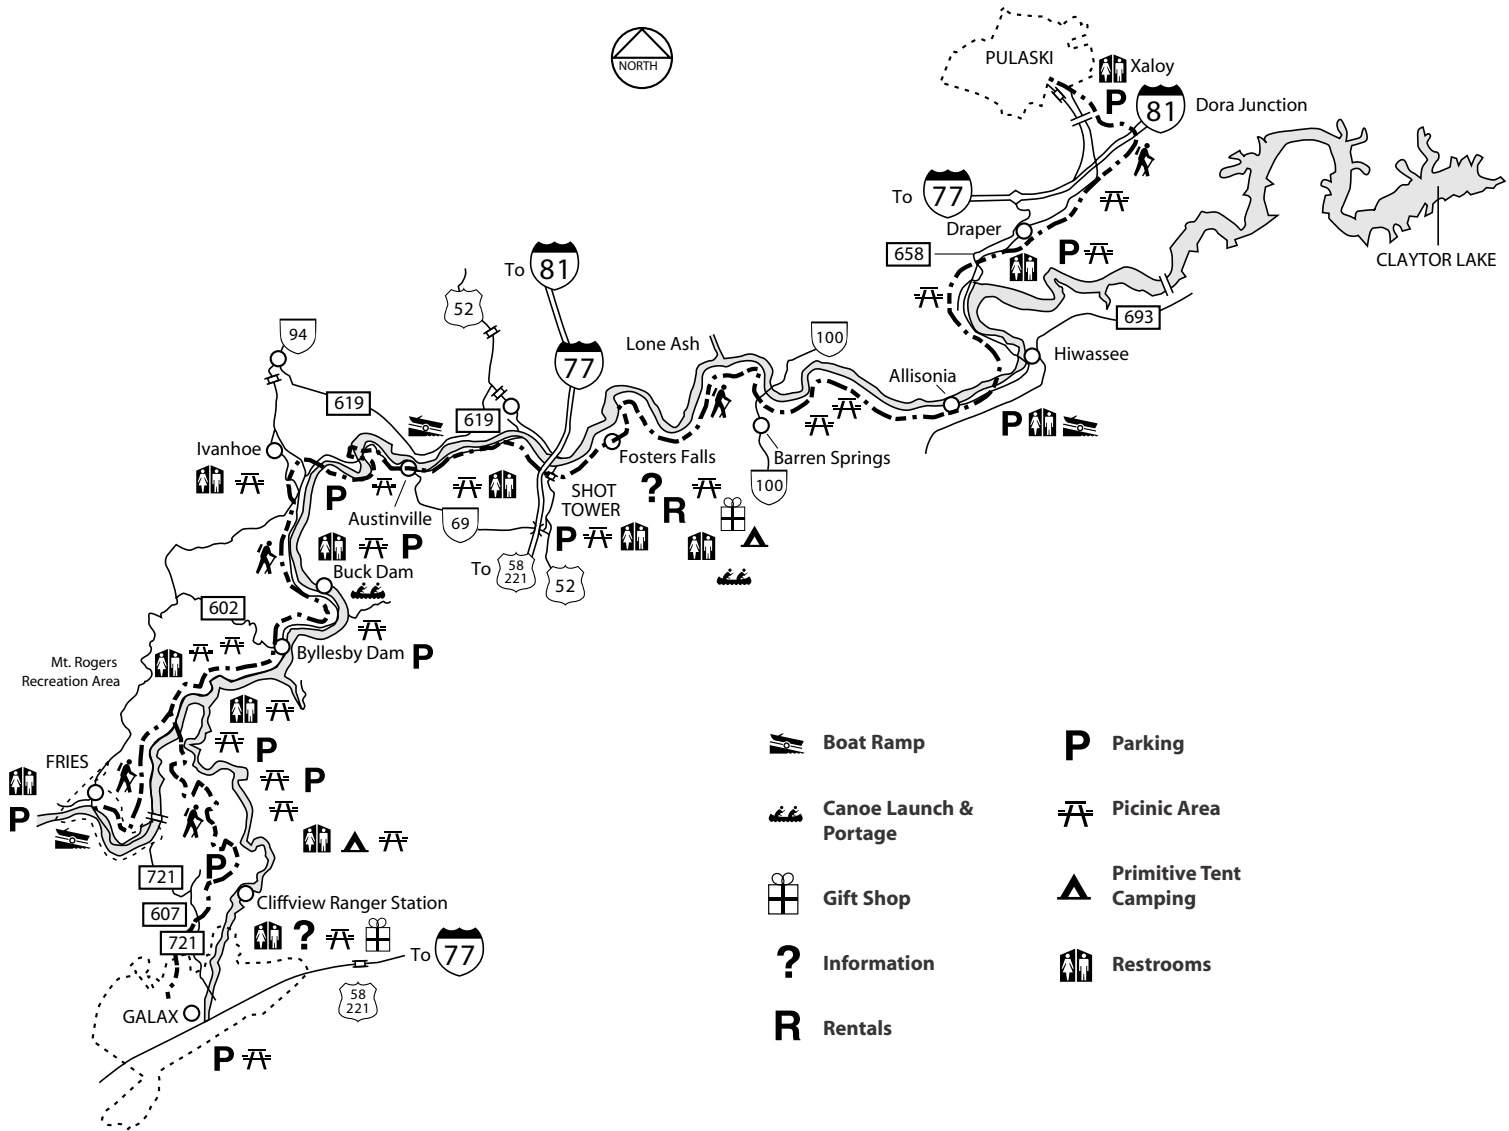 NORTH
PULASKI
Xaloy
P
81
Dora Junction
To
77
Draper
658
P
CLAYTOR LAKE
693
To
81
52
94
77
Lone Ash
100
Hiwassee
Allisonia
619
619
P
Ivanhoe
Fosters Falls
Barren Springs
?
R
100
P
SHOT
TOWER
Austinville
69
P
P
To
58
221
52
Buck Dam
602
Byllesby Dam
P
Mt. Rogers
Recreation Area
P
P
FRIES
P
P
721
607
721
Cliffview Ranger Station
?
To
77
58
221
GALAX
P
Boat Ramp
Canoe Launch &
Portage
Gift Shop
?
Information
R
Rentals
P
Parking
Picinic Area
Primitive Tent
Camping
Restrooms